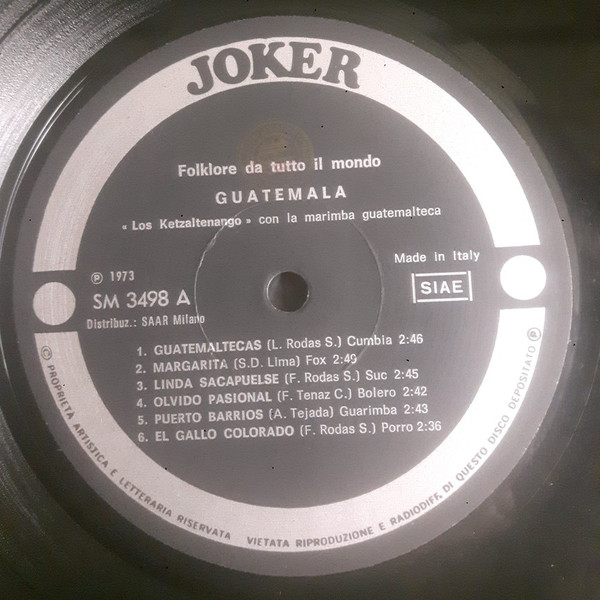 JOKER
Folklore da tutto il mondo
GUATEMALA
« Los Ketzaltenango » con la marimba guatemalteca
Made in Italy
℗ 1973
SIAE
SM 3498 A
Distribuz.: SAAR Milano
1. GUATEMALTECAS (L. Rodas S.) Cumbia 2:46
2. MARGARITA (S.D. Lima) Fox 2:49
3. LINDA SACAPUELSE (F. Rodas S.) Suc 2:45
4. OLVIDO PASIONAL (F. Tenaz C.) Bolero 2:42
5. PUERTO BARRIOS (A. Tejada) Guarimba 2:43
6. EL GALLO COLORADO (F. Rodas S.) Porro 2:36
© PROPRIETA ARTISTICA E LETTERARIA RISERVATA VIETATA RIPRODUZIONE E RADIODIFF. DI QUESTO DISCO DEPOSITATO ℗